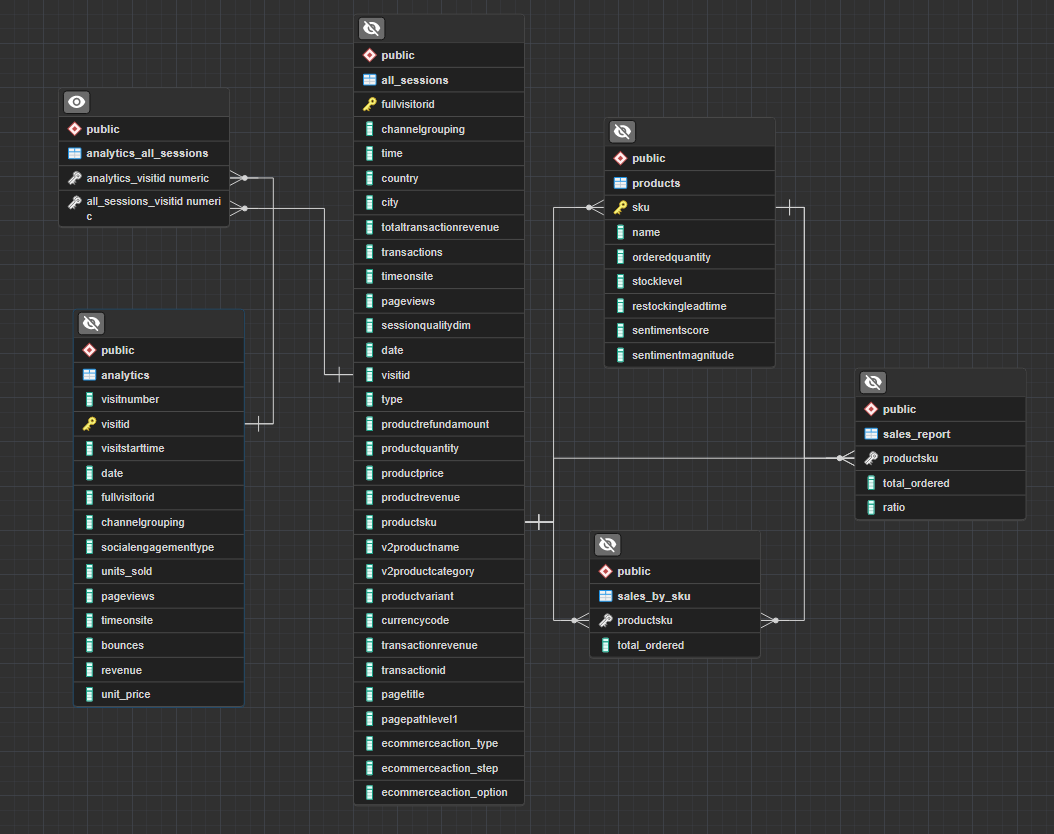 public
analytics_all_sessions
analytics_visitid numeric
all_sessions_visitid numeri
c
public
analytics
visitnumber
visitid
visitstarttime
date
fullvisitorid
channelgrouping
socialengagementtype
units_sold
pageviews
timeonsite
bounces
revenue
unit_price
public
all_sessions
fullvisitorid
channelgrouping
time
country
city
totaltransactionrevenue
transactions
timeonsite
pageviews
sessionqualitydim
date
visitid
type
productrefundamount
productquantity
productprice
productrevenue
productsku
v2productname
v2productcategory
productvariant
currencycode
transactionrevenue
transactionid
pagetitle
pagepathlevel1
ecommerceaction_type
ecommerceaction_step
ecommerceaction_option
public
products
sku
name
orderedquantity
stocklevel
restockingleadtime
sentimentscore
sentimentmagnitude
public
sales_by_sku
productsku
total_ordered
public
sales_report
productsku
total_ordered
ratio